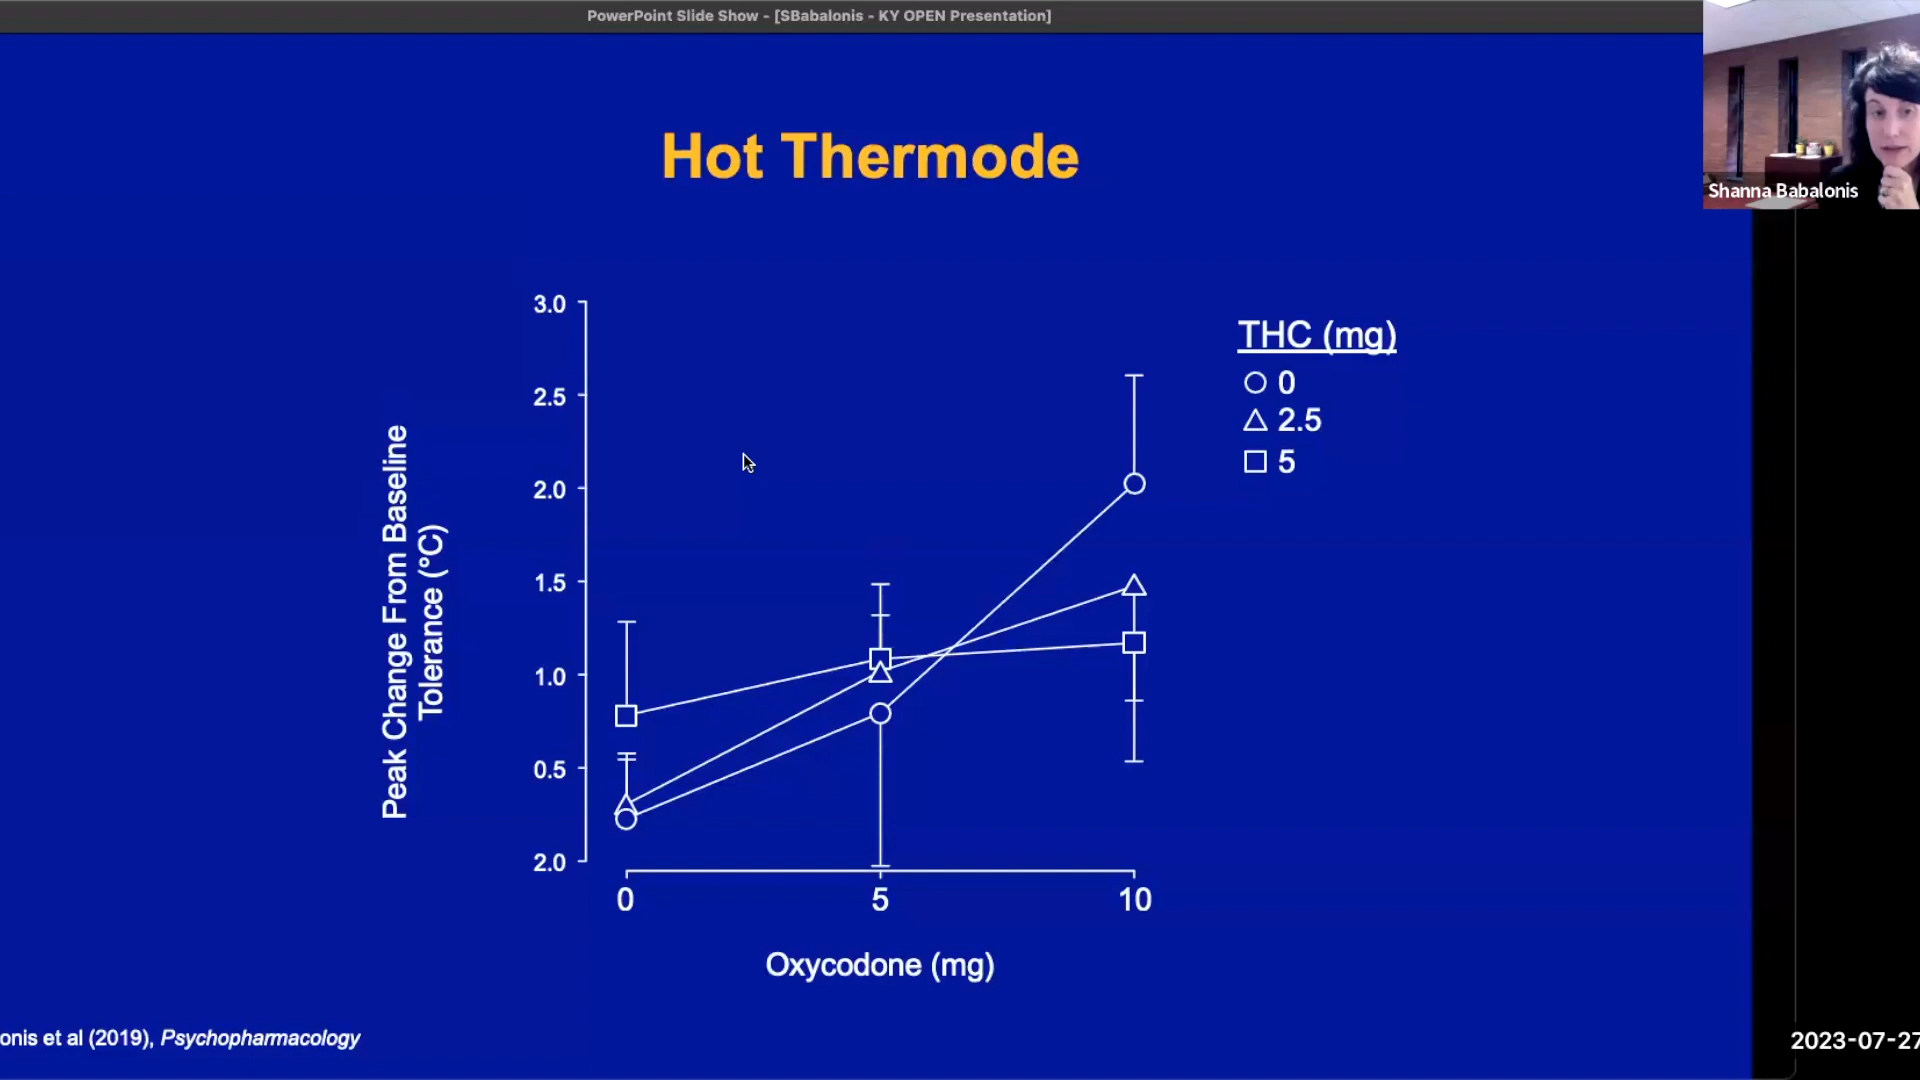 PowerPoint Slide Show - [SBabalonis - KY OPEN Presentation]
Shanna Babalonis
Hot Thermode
Peak Change From Baseline
Tolerance (°C)
3.0
2.5
2.0
1.5
1.0
0.5
2.0
0
5
10
Oxycodone (mg)
THC (mg)
0
2.5
5
onis et al (2019), Psychopharmacology
2023-07-27